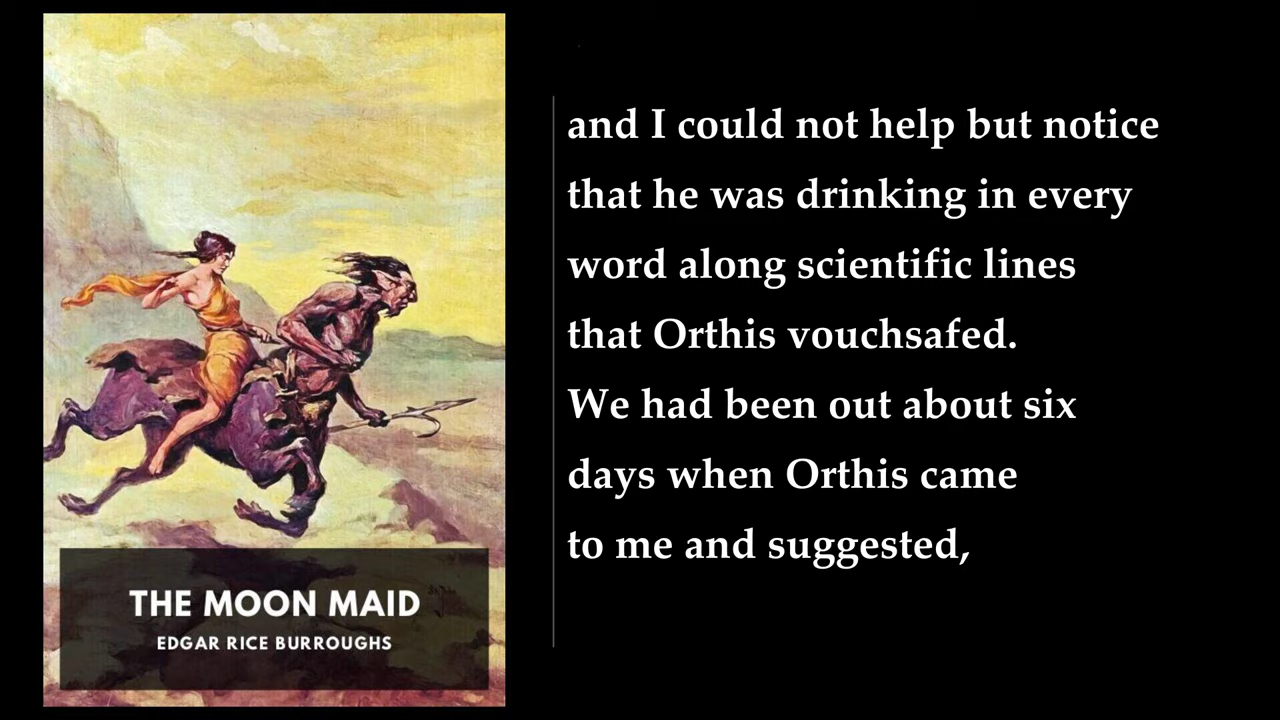 and I could not help but notice
that he was drinking in every
word along scientific lines
that Orthis vouchsafed.
We had been out about six
days when Orthis came
to me and suggested,
THE MOON MAID
EDGAR RICE BURROUGHS